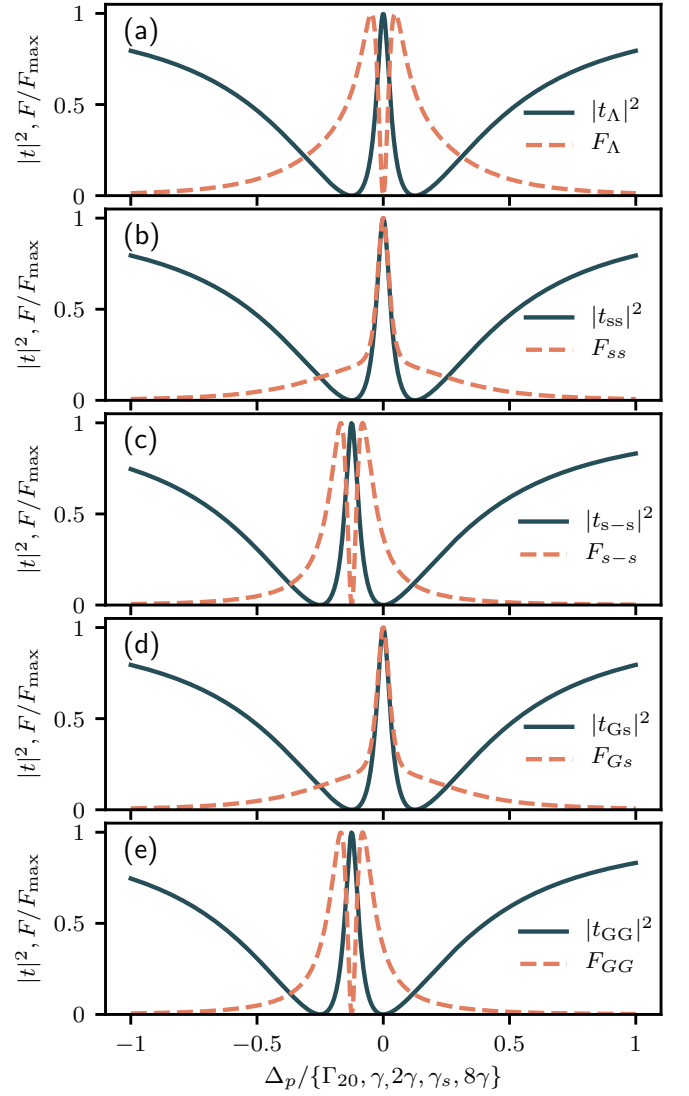 (a)
|t|², F/F_max
1
0.5
0
|t_Λ|²
F_Λ
(b)
|t|², F/F_max
1
0.5
0
|t_ss|²
F_ss
(c)
|t|², F/F_max
1
0.5
0
|t_s−s|²
F_s−s
(d)
|t|², F/F_max
1
0.5
0
|t_Gs|²
F_Gs
(e)
|t|², F/F_max
1
0.5
0
|t_GG|²
F_GG
−1 −0.5 0 0.5 1
Δ_p/{Γ_20, γ, 2γ, γ_s, 8γ}